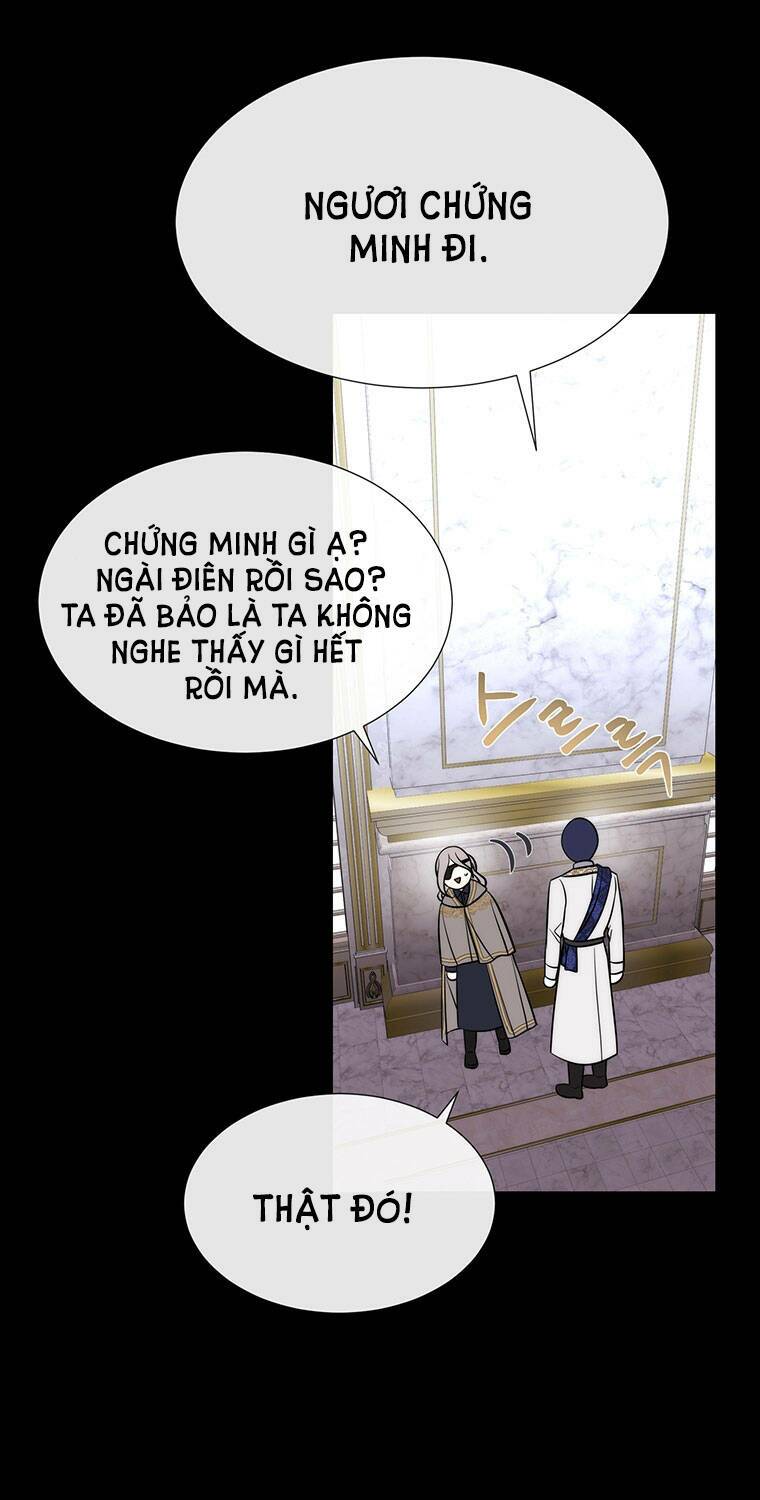 NGƯƠI CHỨNG
MINH ĐI.
CHỨNG MINH GÌ Ạ?
NGÀI ĐIÊN RỒI SAO?
TA ĐÃ BẢO LÀ TA KHÔNG
NGHE THẤY GÌ HẾT
RỒI MÀ.
THẬT ĐÓ!